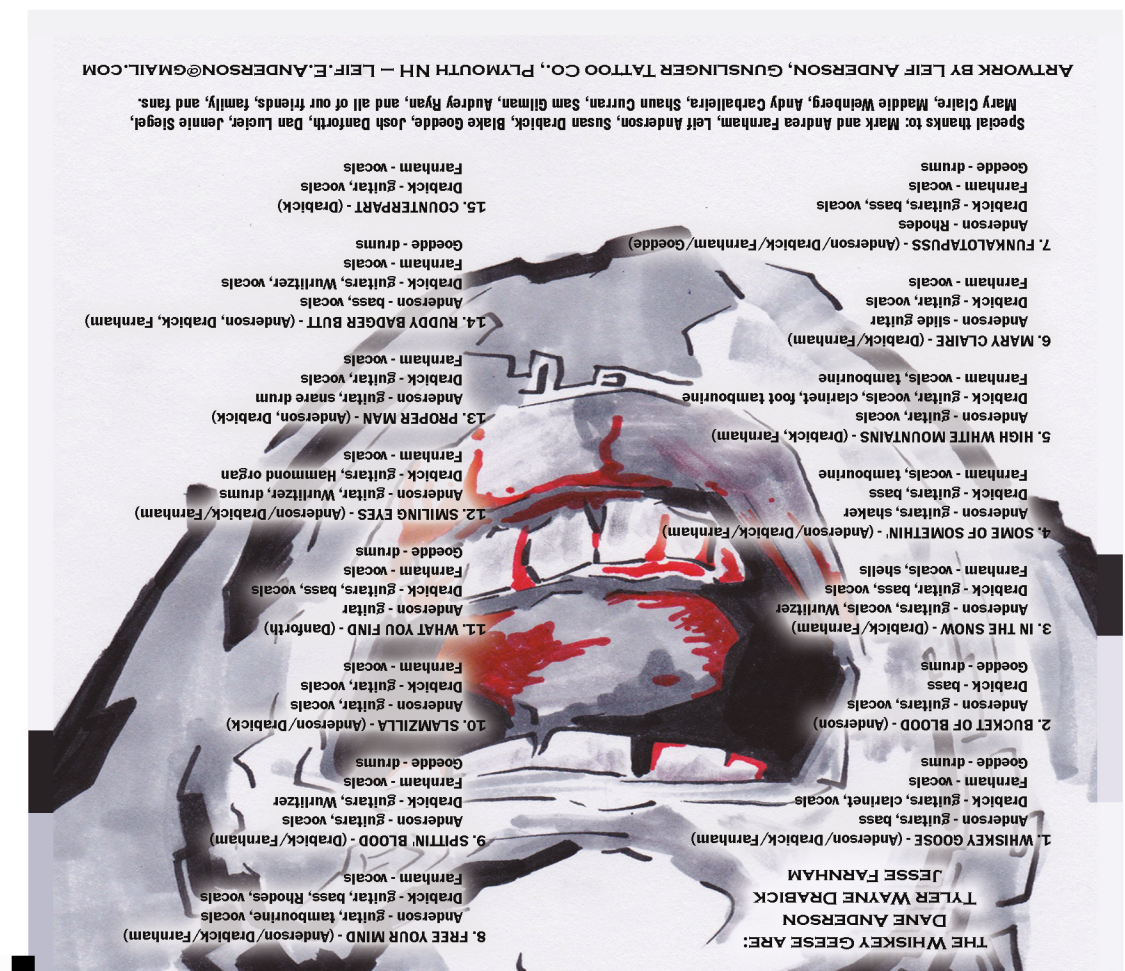 THE WHISKEY GEESE ARE:
DANE ANDERSON
TYLER WAYNE DRABICK
JESSE FARNHAM
1. WHISKEY GOOSE - (Anderson/Drabick/Farnham)
Anderson - guitars, bass
Drabick - guitars, clarinet, vocals
Farnham - vocals
Goedde - drums
2. BUCKET OF BLOOD - (Anderson)
Anderson - guitars, vocals
Drabick - bass
Goedde - drums
3. IN THE SNOW - (Drabick/Farnham)
Anderson - guitars, vocals, Wurlitzer
Drabick - guitar, bass, vocals
Farnham - vocals, shells
4. SOME OF SOMETHIN' - (Anderson/Drabick/Farnham)
Anderson - guitars, shaker
Drabick - guitars, bass
Farnham - vocals, tambourine
5. HIGH WHITE MOUNTAINS - (Drabick, Farnham)
Anderson - guitar, vocals
Drabick - guitar, vocals, clarinet, foot tambourine
Farnham - vocals, tambourine
6. MARY CLAIRE - (Drabick/Farnham)
Anderson - slide guitar
Drabick - guitar, vocals
Farnham - vocals
7. FUNKALOTAPUSS - (Anderson/Drabick/Farnham/Goedde)
Anderson - Rhodes
Drabick - guitars, bass, vocals
Farnham - vocals
Goedde - drums
8. FREE YOUR MIND - (Anderson/Drabick/Farnham)
Anderson - guitar, tambourine, vocals
Drabick - guitar, bass, Rhodes, vocals
Farnham - vocals
9. SPITTIN' BLOOD - (Drabick/Farnham)
Anderson - guitars, vocals
Drabick - guitars, Wurlitzer
Farnham - vocals
Goedde - drums
10. SLAMZILLA - (Anderson/Drabick)
Anderson - guitar, vocals
Drabick - guitar, vocals
Farnham - vocals
11. WHAT YOU FIND - (Danforth)
Anderson - guitar
Drabick - guitars, bass, vocals
Farnham - vocals
Goedde - drums
12. SMILING EYES - (Anderson/Drabick/Farnham)
Anderson - guitar, Wurlitzer, drums
Drabick - guitars, Hammond organ
Farnham - vocals
13. PROPER MAN - (Anderson, Drabick)
Anderson - guitar, snare drum
Drabick - guitar, vocals
Farnham - vocals
14. RUDDY BADGER BUTT - (Anderson, Drabick, Farnham)
Anderson - bass, vocals
Drabick - guitars, Wurlitzer, vocals
Farnham - vocals
Goedde - drums
15. COUNTERPART - (Drabick)
Drabick - guitar, vocals
Farnham - vocals
Special thanks to: Mark and Andrea Farnham, Leif Anderson, Susan Drabick, Blake Goedde, Josh Danforth, Dan Lucier, Jennie Siegel,
Mary Claire, Maddie Weinberg, Andy Carballeira, Shaun Curran, Sam Gilman, Audrey Ryan, and all of our friends, family, and fans.
ARTWORK BY LEIF ANDERSON, GUNSLINGER TATTOO CO., PLYMOUTH NH – LEIF.E.ANDERSON@GMAIL.COM